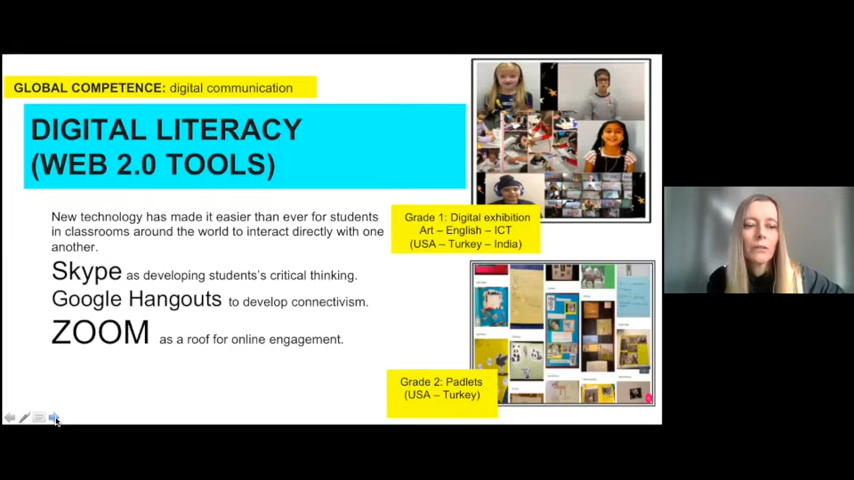 GLOBAL COMPETENCE: digital communication
DIGITAL LITERACY
(WEB 2.0 TOOLS)
New technology has made it easier than ever for students
in classrooms around the world to interact directly with one
another.
Skype as developing students's critical thinking.
Google Hangouts to develop connectivism.
ZOOM as a roof for online engagement.
Grade 1: Digital exhibition
Art – English – ICT
(USA – Turkey – India)
Grade 2: Padlets
(USA – Turkey)